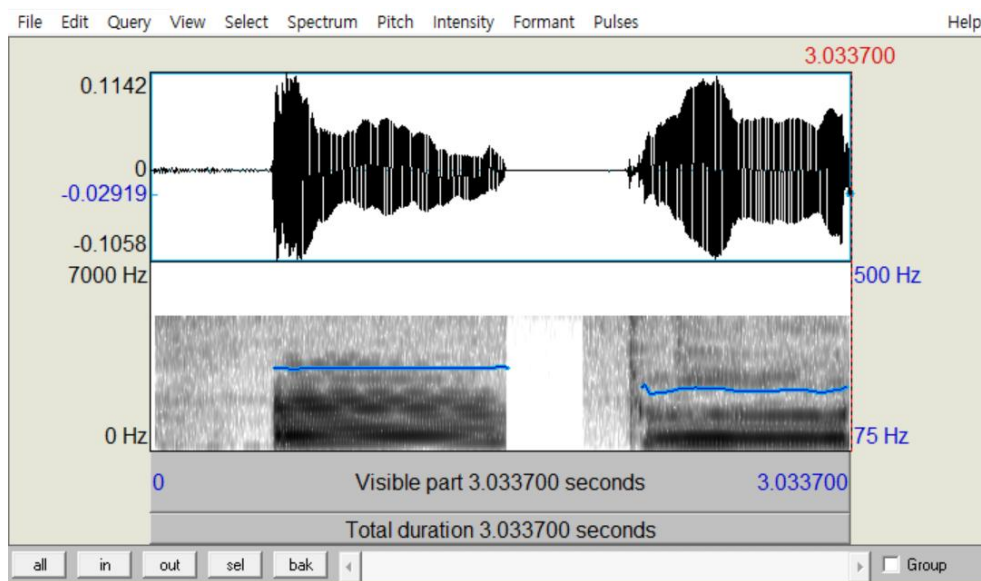 File Edit Query View Select Spectrum Pitch Intensity Formant Pulses Help
3.033700
0.1142
0
-0.02919
-0.1058
7000 Hz 500 Hz
0 Hz 75 Hz
0 Visible part 3.033700 seconds 3.033700
Total duration 3.033700 seconds
all in out sel bak Group